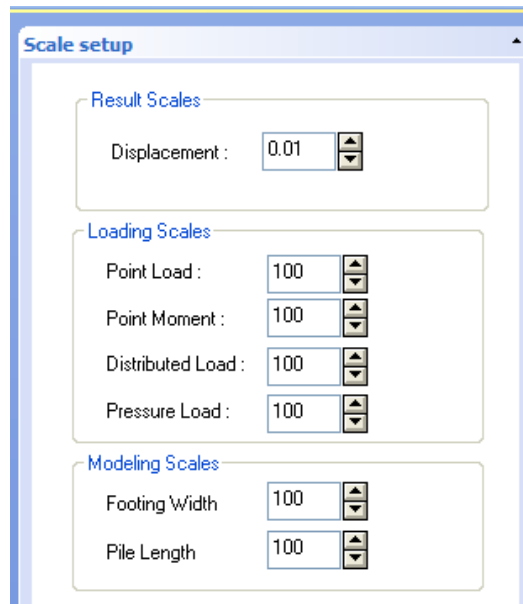 Scale setup
Result Scales
Displacement : 0.01
Loading Scales
Point Load : 100
Point Moment : 100
Distributed Load : 100
Pressure Load : 100
Modeling Scales
Footing Width 100
Pile Length 100